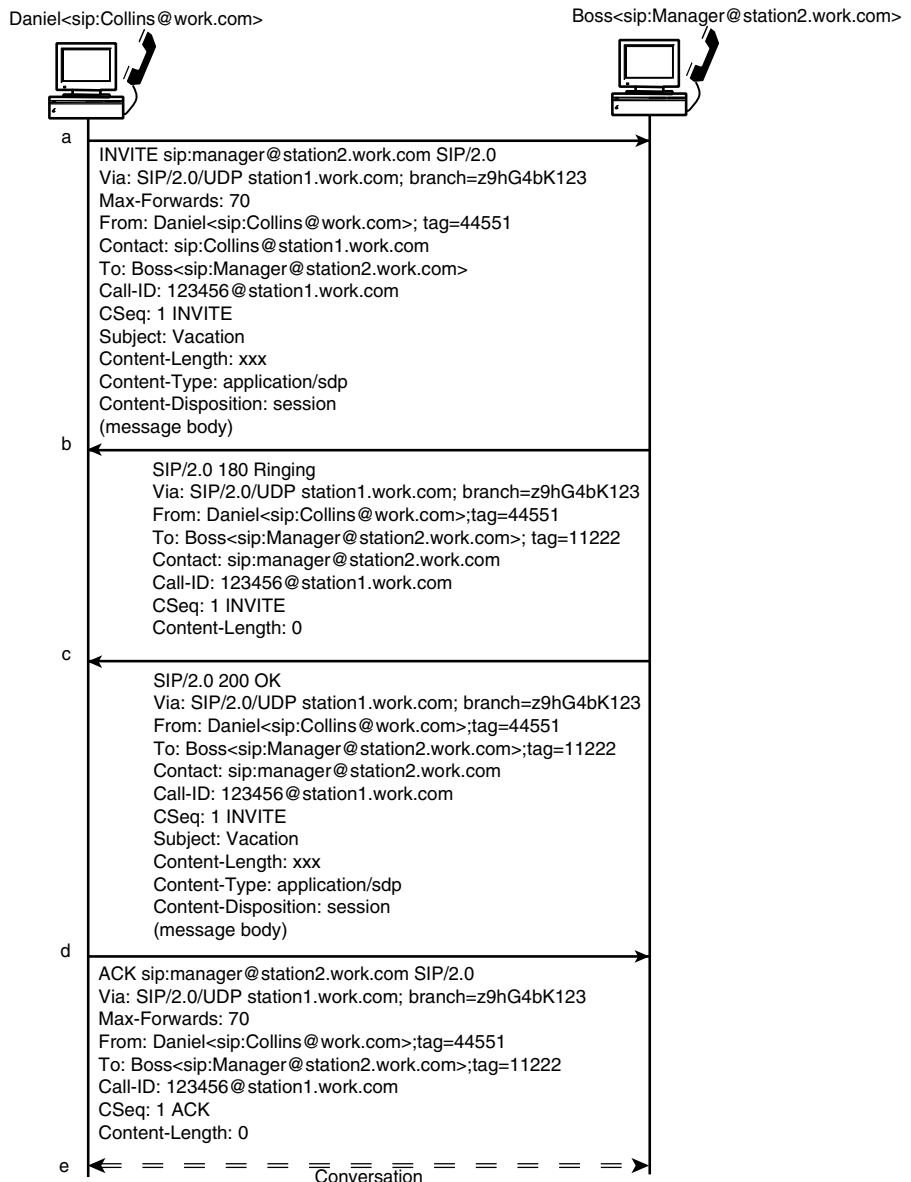 Daniel<sip:Collins@work.com>
Boss<sip:Manager@station2.work.com>
a
INVITE sip:manager@station2.work.com SIP/2.0
Via: SIP/2.0/UDP station1.work.com; branch=z9hG4bK123
Max-Forwards: 70
From: Daniel<sip:Collins@work.com>; tag=44551
Contact: sip:Collins@station1.work.com
To: Boss<sip:Manager@station2.work.com>
Call-ID: 123456@station1.work.com
CSeq: 1 INVITE
Subject: Vacation
Content-Length: xxx
Content-Type: application/sdp
Content-Disposition: session
(message body)
b
SIP/2.0 180 Ringing
Via: SIP/2.0/UDP station1.work.com; branch=z9hG4bK123
From: Daniel<sip:Collins@work.com>;tag=44551
To: Boss<sip:Manager@station2.work.com>; tag=11222
Contact: sip:manager@station2.work.com
Call-ID: 123456@station1.work.com
CSeq: 1 INVITE
Content-Length: 0
c
SIP/2.0 200 OK
Via: SIP/2.0/UDP station1.work.com; branch=z9hG4bK123
From: Daniel<sip:Collins@work.com>;tag=44551
To: Boss<sip:Manager@station2.work.com>;tag=11222
Contact: sip:manager@station2.work.com
Call-ID: 123456@station1.work.com
CSeq: 1 INVITE
Subject: Vacation
Content-Length: xxx
Content-Type: application/sdp
Content-Disposition: session
(message body)
d
ACK sip:manager@station2.work.com SIP/2.0
Via: SIP/2.0/UDP station1.work.com; branch=z9hG4bK123
Max-Forwards: 70
From: Daniel<sip:Collins@work.com>;tag=44551
To: Boss<sip:Manager@station2.work.com>;tag=11222
Call-ID: 123456@station1.work.com
CSeq: 1 ACK
Content-Length: 0
e
Conversation